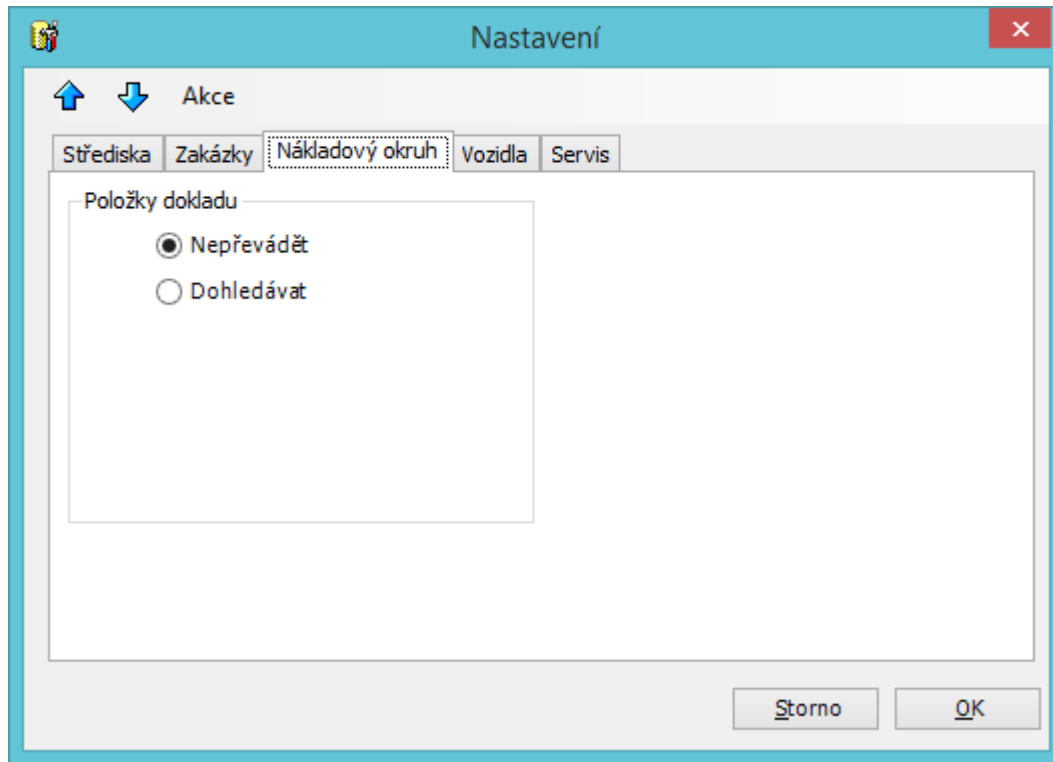 Nastavení
Akce
Střediska Zakázky Nákladový okruh Vozidla Servis
Položky dokladu
Nepřevádět
Dohledávat
Storno OK